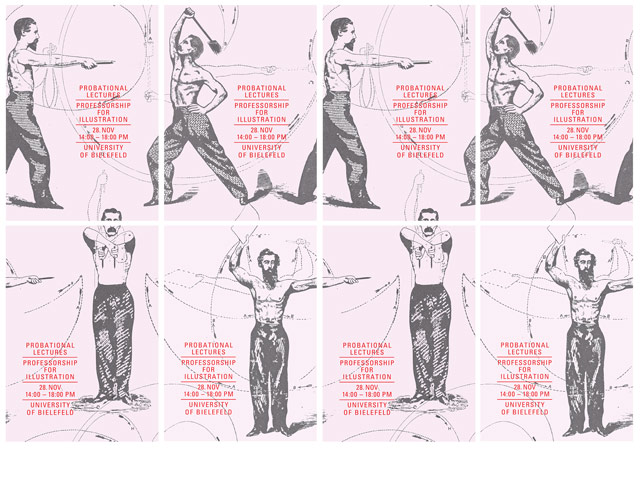 PROBATIONAL
LECTURES
PROFESSORSHIP
FOR
ILLUSTRATION
28. NOV
14:00 – 18:00 PM
UNIVERSITY
OF BIELEFELD
PROBATIONAL
LECTURES
PROFESSORSHIP
FOR
ILLUSTRATION
28. NOV
14:00 – 18:00 PM
UNIVERSITY
OF BIELEFELD
PROBATIONAL
LECTURES
PROFESSORSHIP
FOR
ILLUSTRATION
28. NOV
14:00 – 18:00 PM
UNIVERSITY
OF BIELEFELD
PROBATIONAL
LECTURES
PROFESSORSHIP
FOR
ILLUSTRATION
28. NOV
14:00 – 18:00 PM
UNIVERSITY
OF BIELEFELD
PROBATIONAL
LECTURES
PROFESSORSHIP
FOR
ILLUSTRATION
28. NOV.
14:00 – 18:00 PM
UNIVERSITY
OF BIELEFELD
PROBATIONAL
LECTURES
PROFESSORSHIP
FOR
ILLUSTRATION
28. NOV
14:00 – 18:00 PM
UNIVERSITY
OF BIELEFELD
PROBATIONAL
LECTURES
PROFESSORSHIP
FOR
ILLUSTRATION
28. NOV.
14:00 – 18:00 PM
UNIVERSITY
OF BIELEFELD
PROBATIONAL
LECTURES
PROFESSORSHIP
FOR
ILLUSTRATION
28. NOV
14:00 – 18:00 PM
UNIVERSITY
OF BIELEFELD